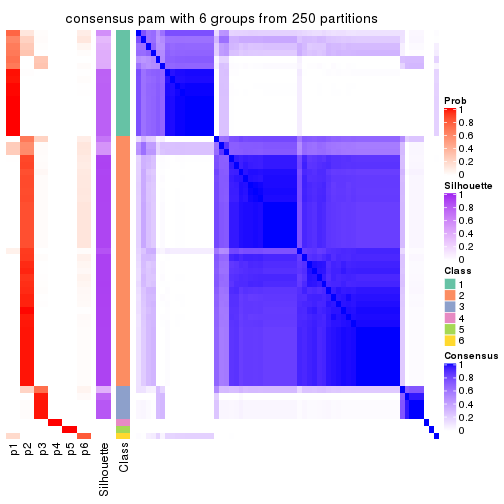 consensus pam with 6 groups from 250 partitions
Prob
1
0.8
0.6
0.4
0.2
0
Silhouette
1
0.8
0.6
0.4
0.2
0
Class
1
2
3
4
5
6
Consensus
1
0.8
0.6
0.4
0.2
0
p1
p2
p3
p4
p5
p6
Silhouette
Class